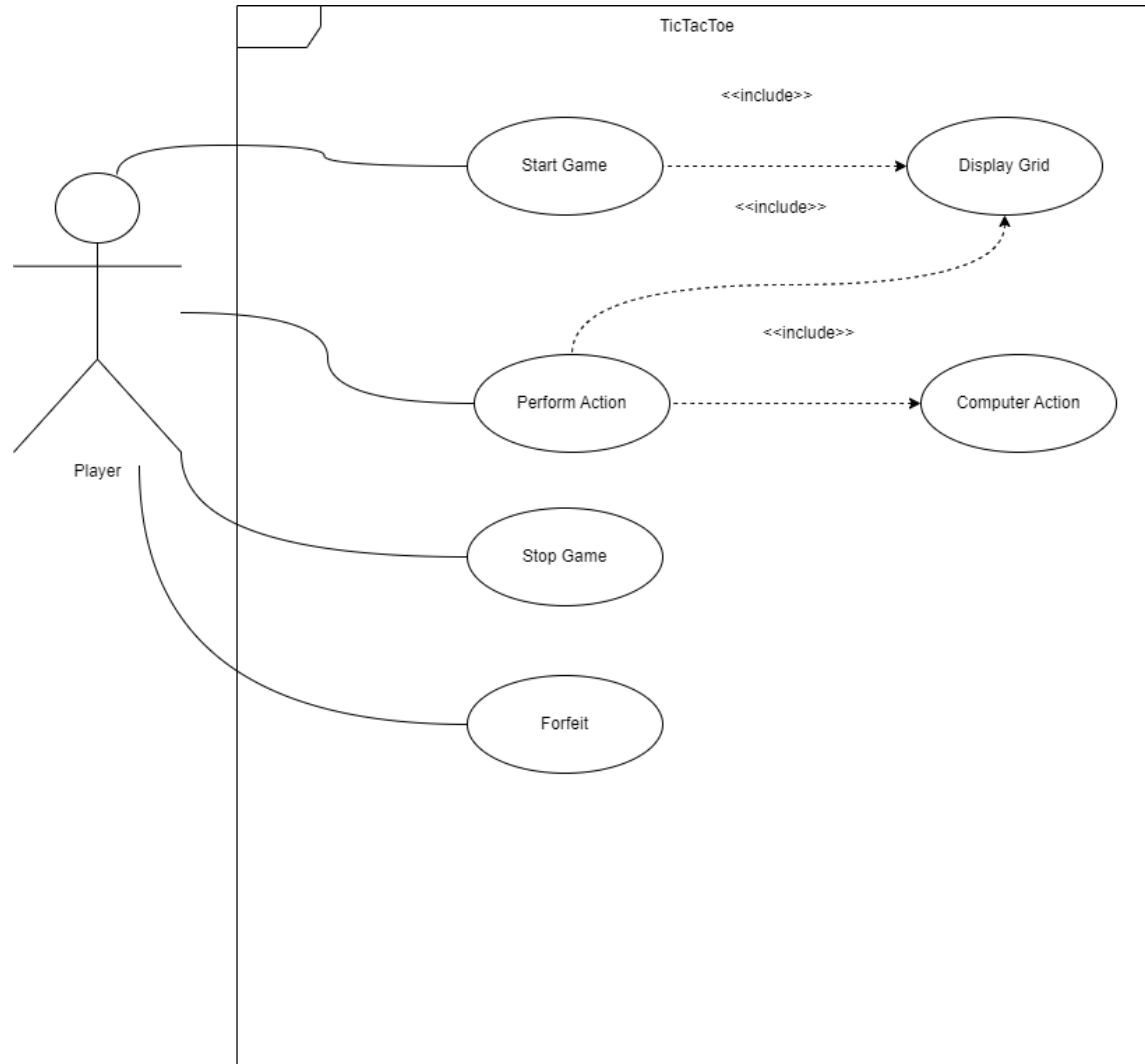 TicTacToe
<<include>>
Start Game
Display Grid
<<include>>
<<include>>
Perform Action
Computer Action
Player
Stop Game
Forfeit